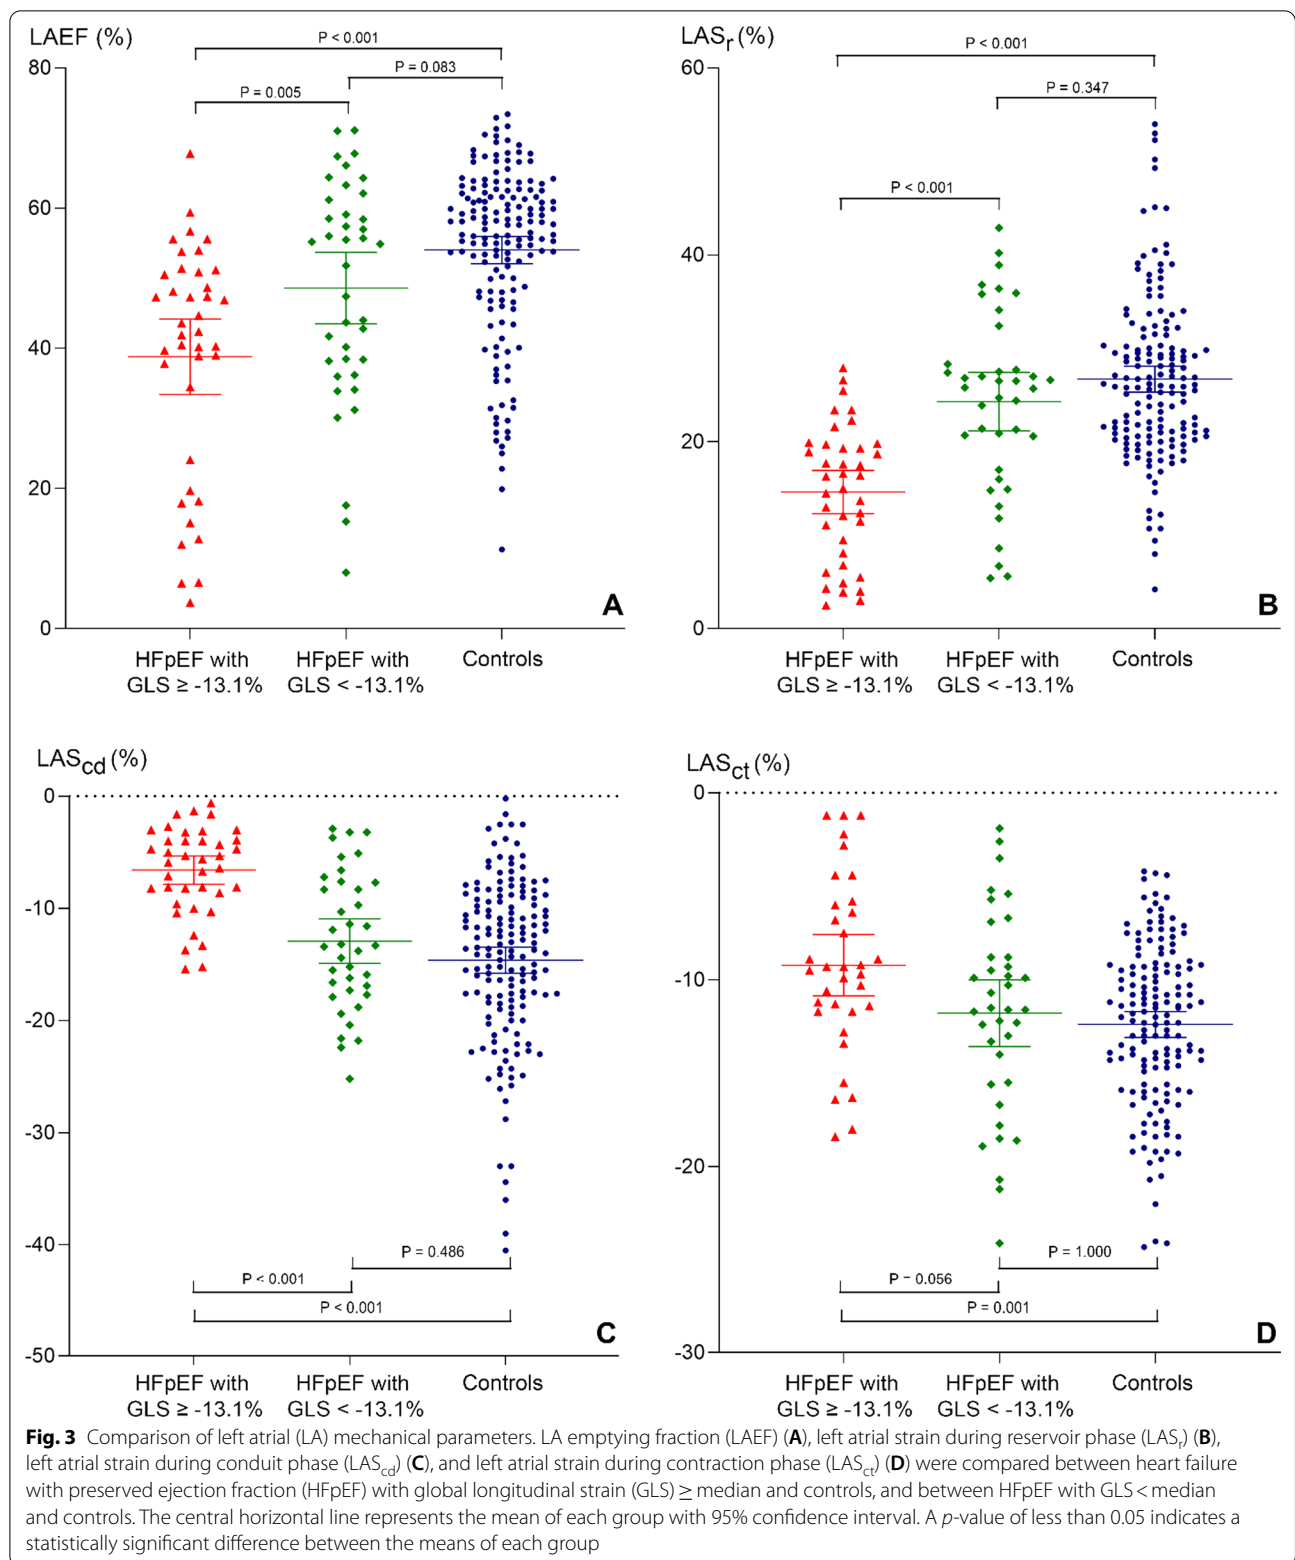 LAEF (%)
P < 0.001
P = 0.083
P = 0.005
80
60
40
20
0
A
HFpEF with
GLS ≥ -13.1%
HFpEF with
GLS < -13.1%
Controls
LASr (%)
P < 0.001
P = 0.347
P < 0.001
60
40
20
0
B
HFpEF with
GLS ≥ -13.1%
HFpEF with
GLS < -13.1%
Controls
LAScd (%)
0
-10
-20
-30
-40
-50
P = 0.486
P < 0.001
P < 0.001
C
HFpEF with
GLS ≥ -13.1%
HFpEF with
GLS < -13.1%
Controls
LASct (%)
0
-10
-20
-30
P = 1.000
P = 0.056
P = 0.001
D
HFpEF with
GLS ≥ -13.1%
HFpEF with
GLS < -13.1%
Controls
Fig. 3 Comparison of left atrial (LA) mechanical parameters. LA emptying fraction (LAEF) (A), left atrial strain during reservoir phase (LASr) (B),
left atrial strain during conduit phase (LAScd) (C), and left atrial strain during contraction phase (LASct) (D) were compared between heart failure
with preserved ejection fraction (HFpEF) with global longitudinal strain (GLS) ≥ median and controls, and between HFpEF with GLS < median
and controls. The central horizontal line represents the mean of each group with 95% confidence interval. A p-value of less than 0.05 indicates a
statistically significant difference between the means of each group